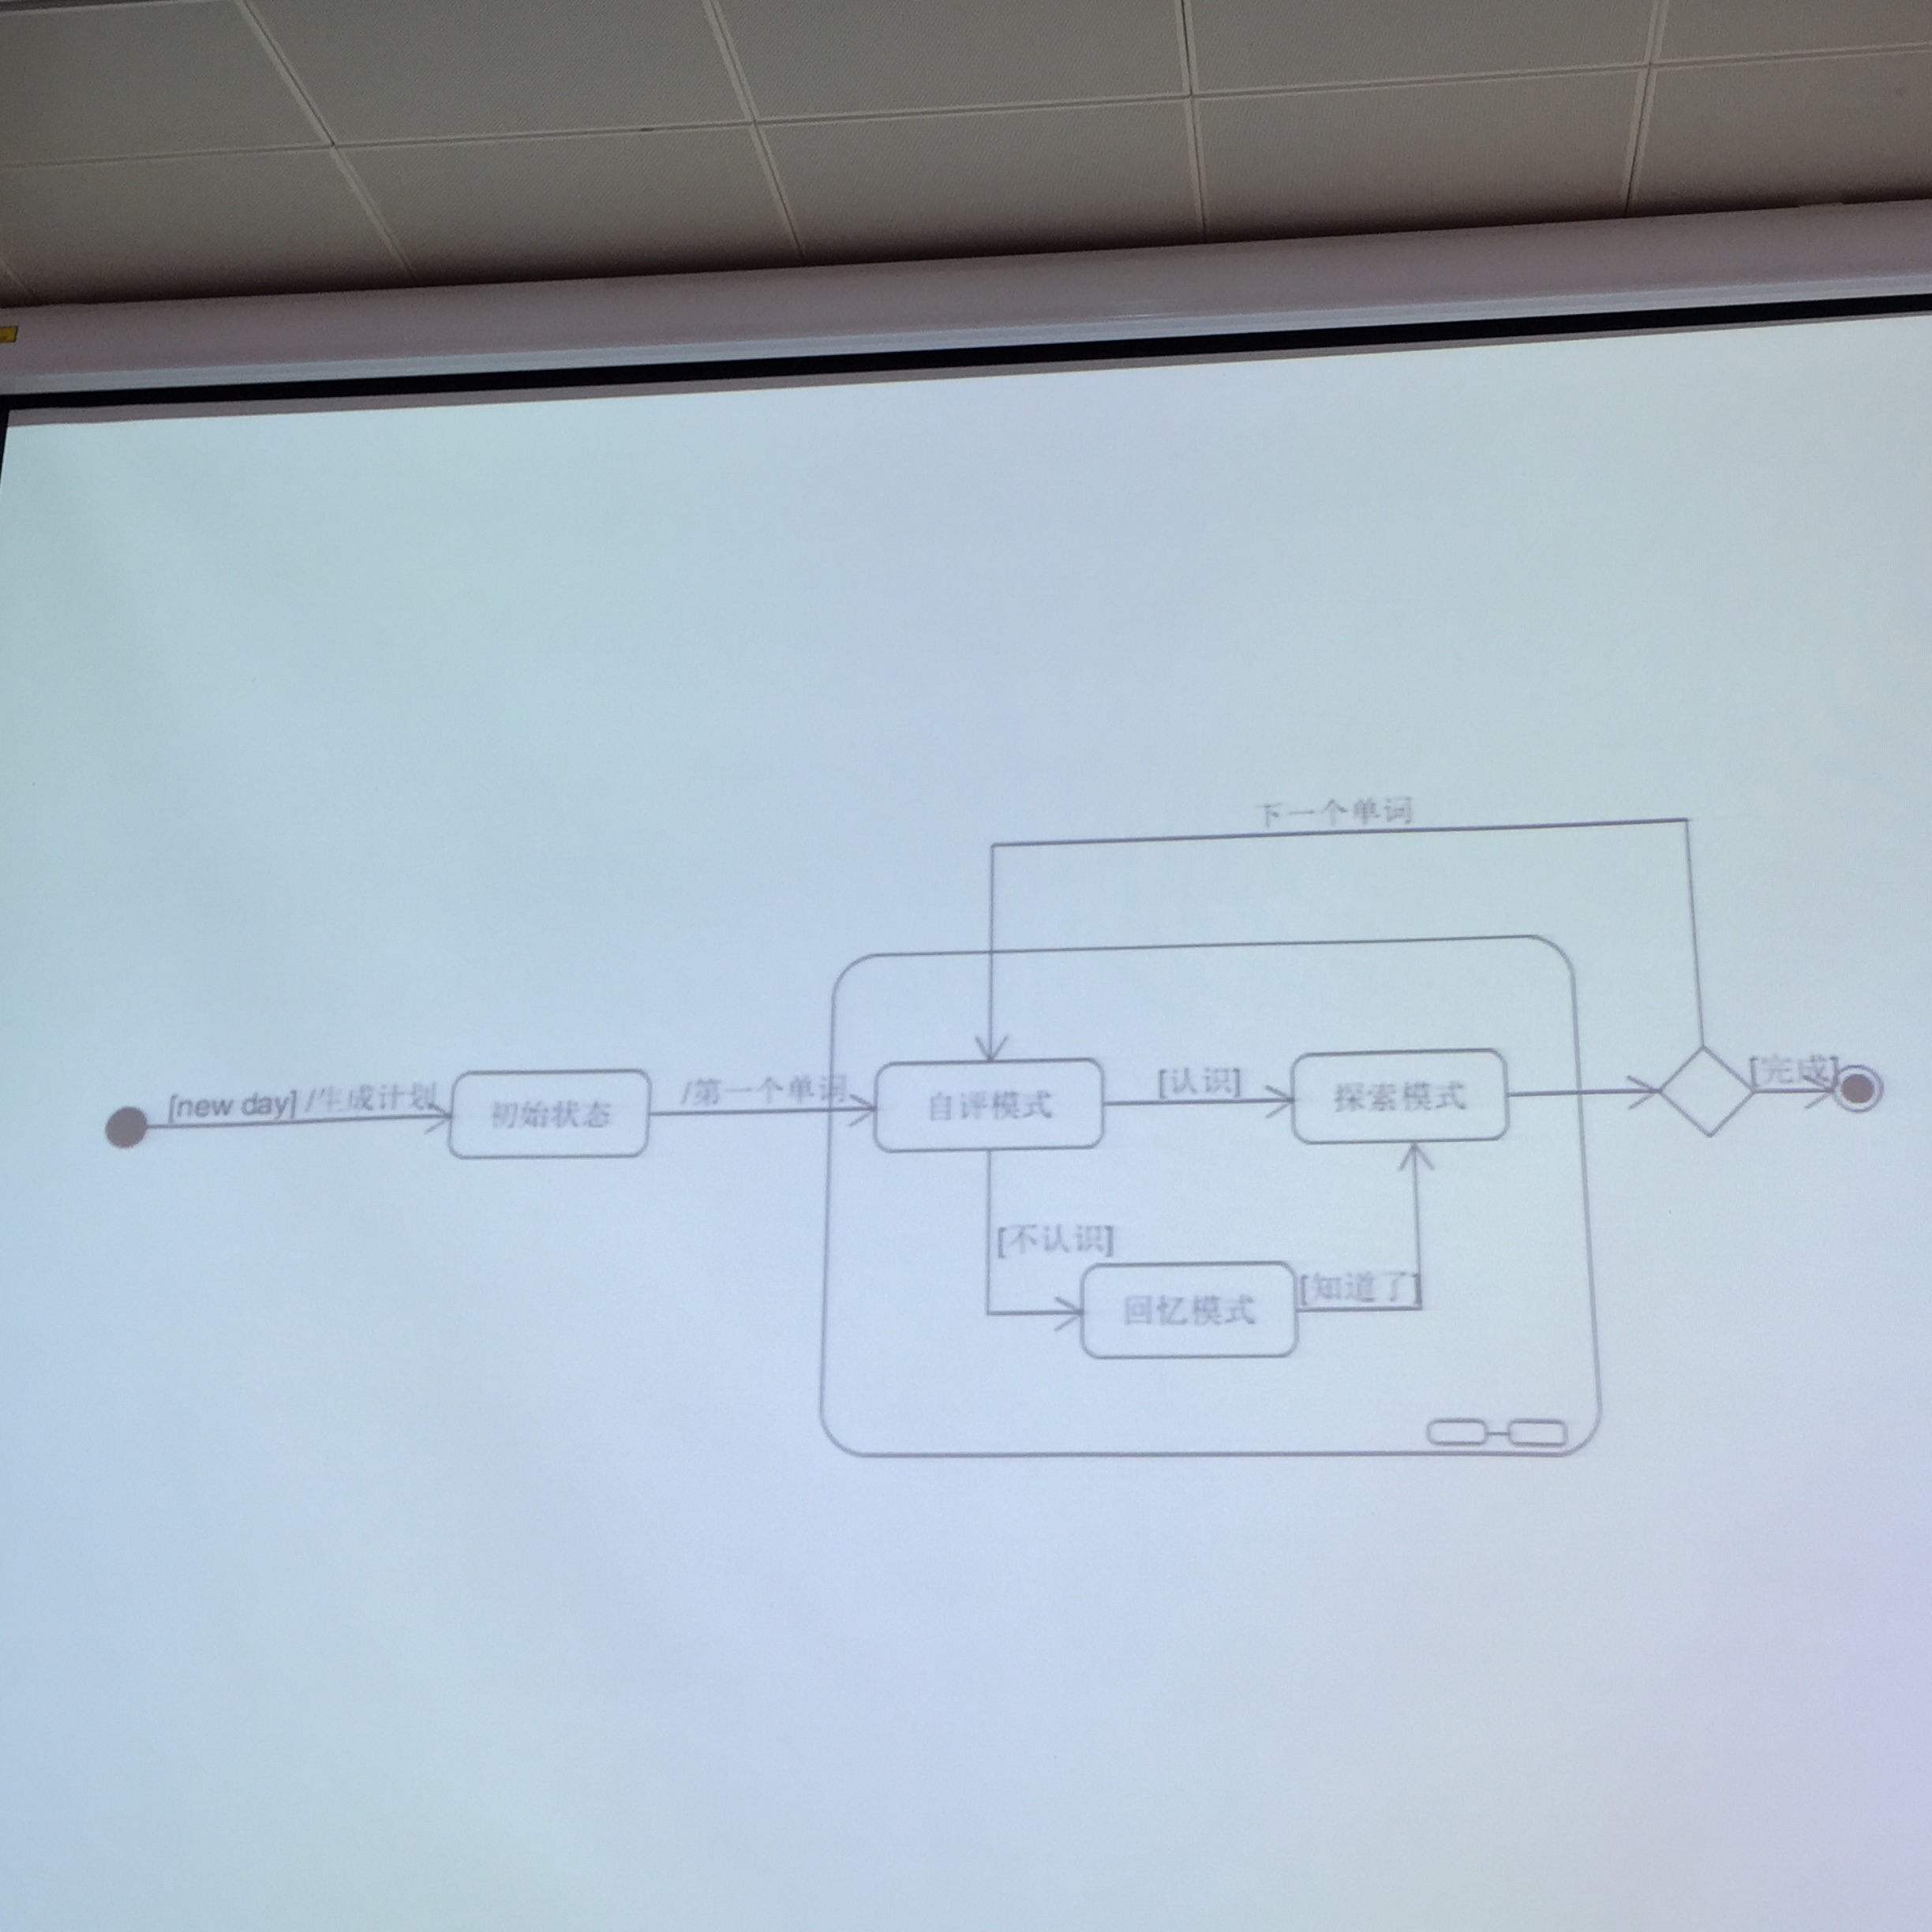 下一个单词
[new day] /生成计划
初始状态
/第一个单词
自评模式
[认识]
探索模式
[完成]
[不认识]
回忆模式
[知道了]